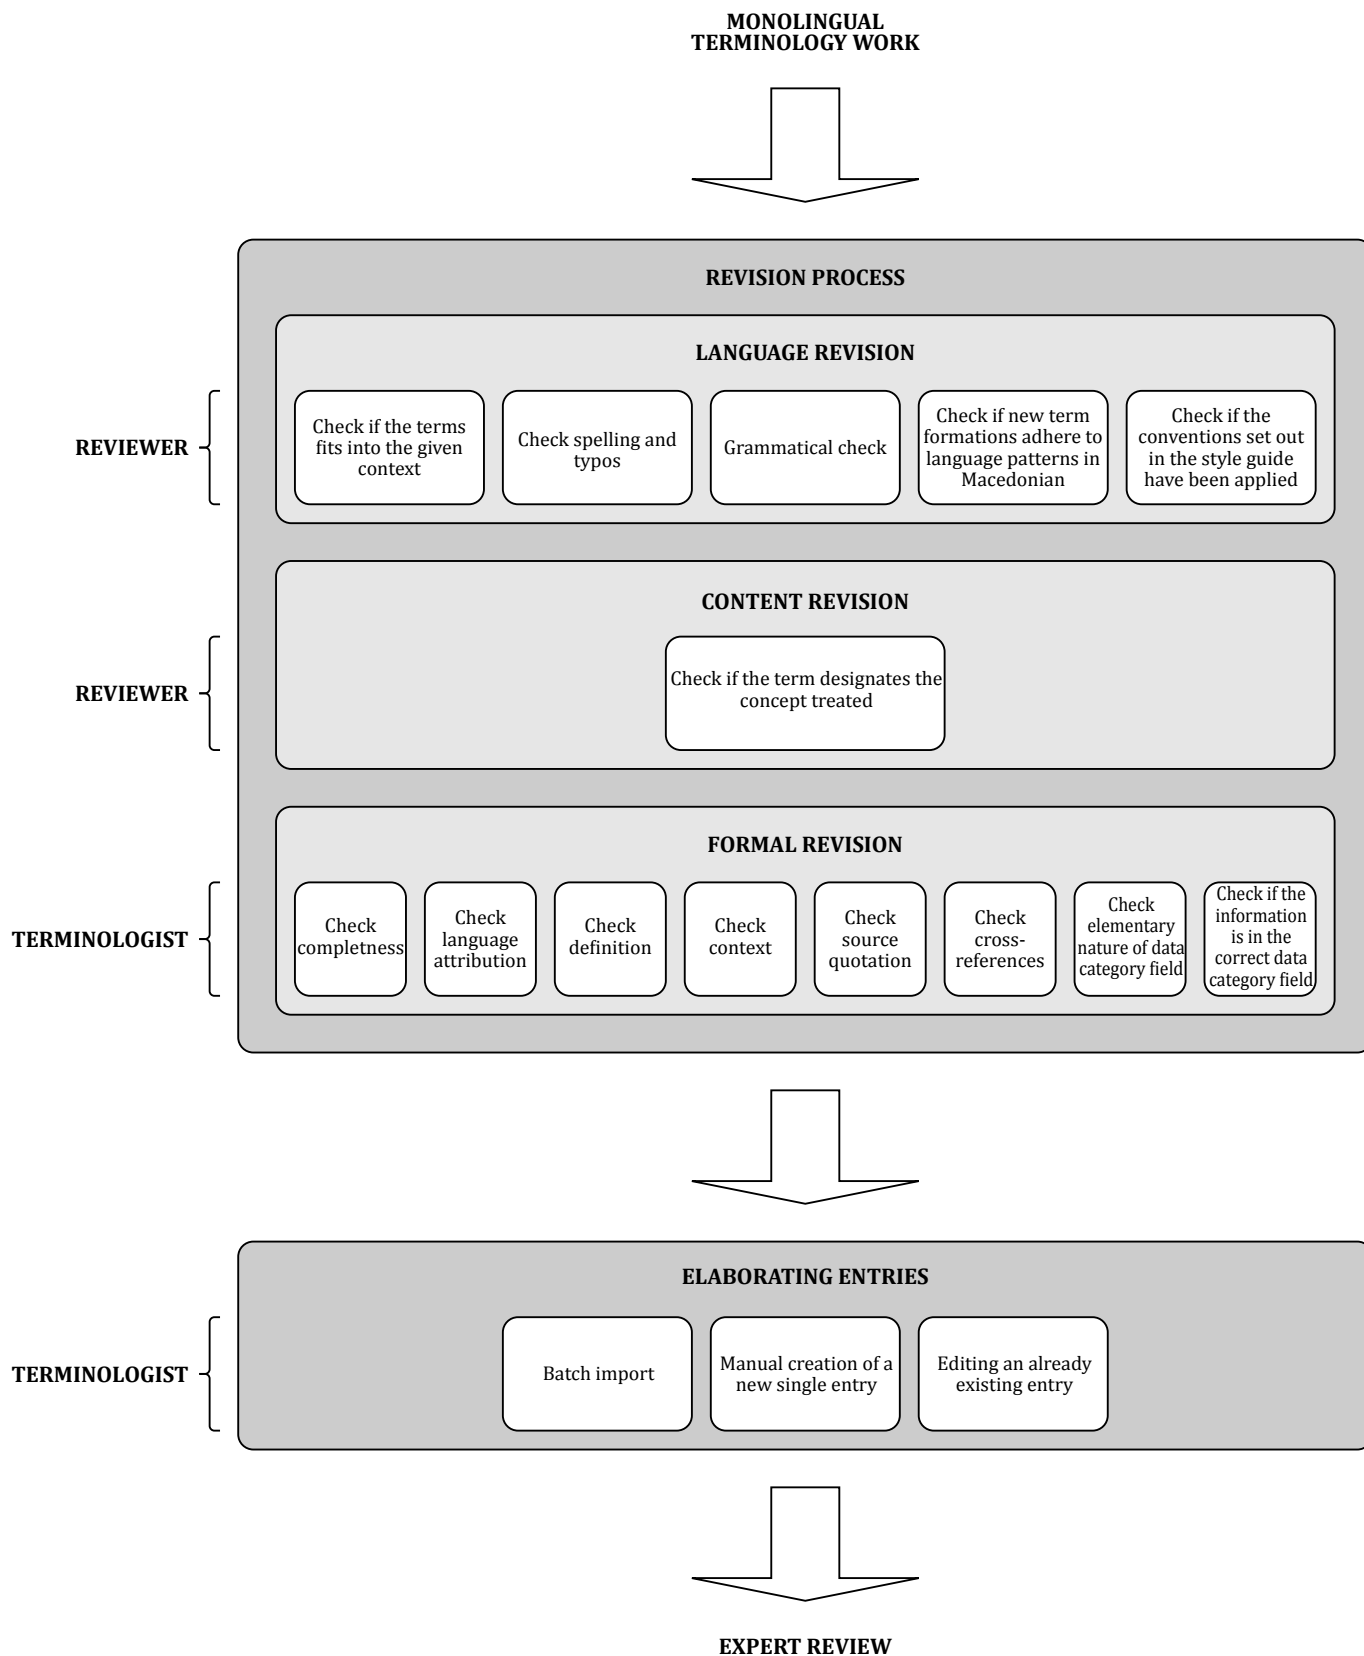 MONOLINGUAL
TERMINOLOGY WORK
REVISION PROCESS
LANGUAGE REVISION
REVIEWER
Check if the terms
fits into the given
context
Check spelling and
typos
Grammatical check
Check if new term
formations adhere to
language patterns in
Macedonian
Check if the
conventions set out
in the style guide
have been applied
CONTENT REVISION
REVIEWER
Check if the term designates the
concept treated
FORMAL REVISION
TERMINOLOGIST
Check
completness
Check
language
attribution
Check
definition
Check
context
Check
source
quotation
Check
cross-
references
Check
elementary
nature of data
category field
Check if the
information
is in the
correct data
category field
ELABORATING ENTRIES
TERMINOLOGIST
Batch import
Manual creation of a
new single entry
Editing an already
existing entry
EXPERT REVIEW